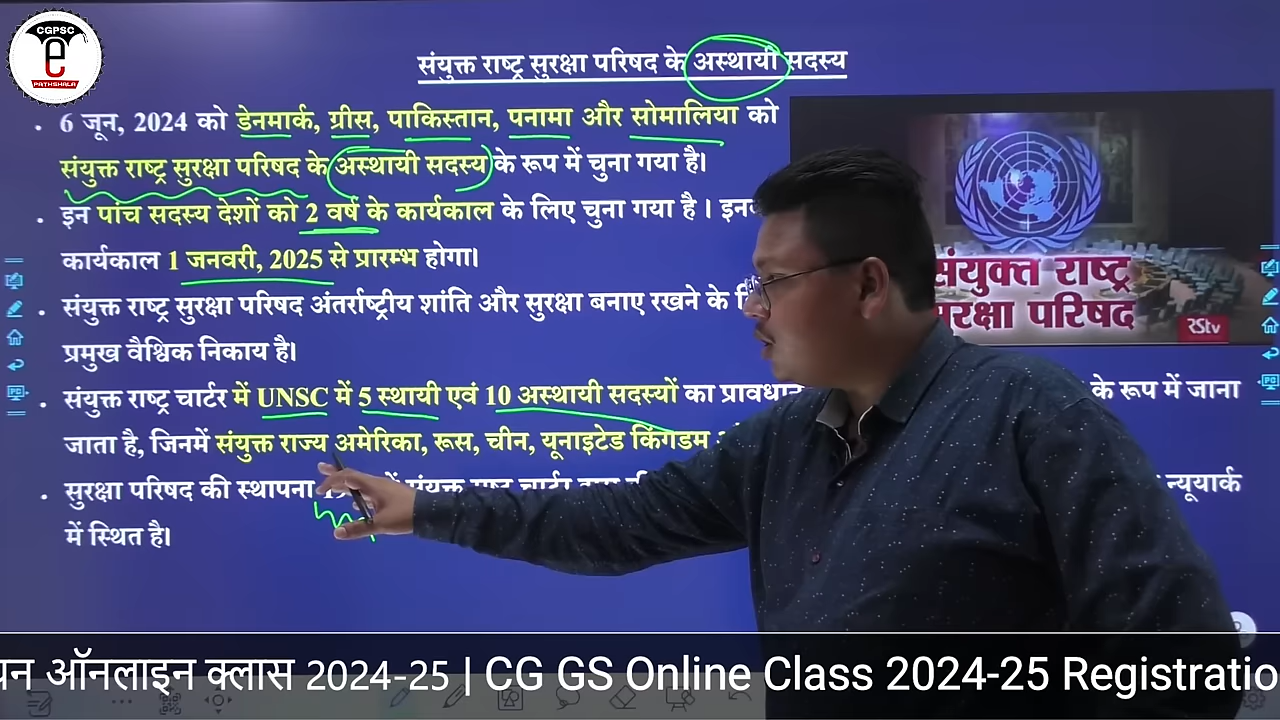 CGPSC
e
PATHSHALA
संयुक्त राष्ट्र सुरक्षा परिषद के अस्थायी सदस्य
6 जून, 2024 को डेनमार्क, ग्रीस, पाकिस्तान, पनामा और सोमालिया को
संयुक्त राष्ट्र सुरक्षा परिषद के अस्थायी सदस्य के रूप में चुना गया है।
इन पांच सदस्य देशों को 2 वर्ष के कार्यकाल के लिए चुना गया है ।
कार्यकाल 1 जनवरी, 2025 से प्रारम्भ होगा।
संयुक्त राष्ट्र सुरक्षा परिषद अंतर्राष्ट्रीय शांति और सुरक्षा बनाए रखने के
प्रमुख वैश्विक निकाय है।
संयुक्त राष्ट्र चार्टर में UNSC में 5 स्थायी एवं 10 अस्थायी सदस्यों का के रूप में जाना
जाता है, जिनमें संयुक्त राज्य अमेरिका, रूस, चीन, यूनाइटेड किंगडम
सुरक्षा परिषद की स्थापना न्यूयार्क
में स्थित है।
संयुक्त राष्ट्र
सुरक्षा परिषद
RSTV
ऑनलाइन क्लास 2024-25 | CG GS Online Class 2024-25